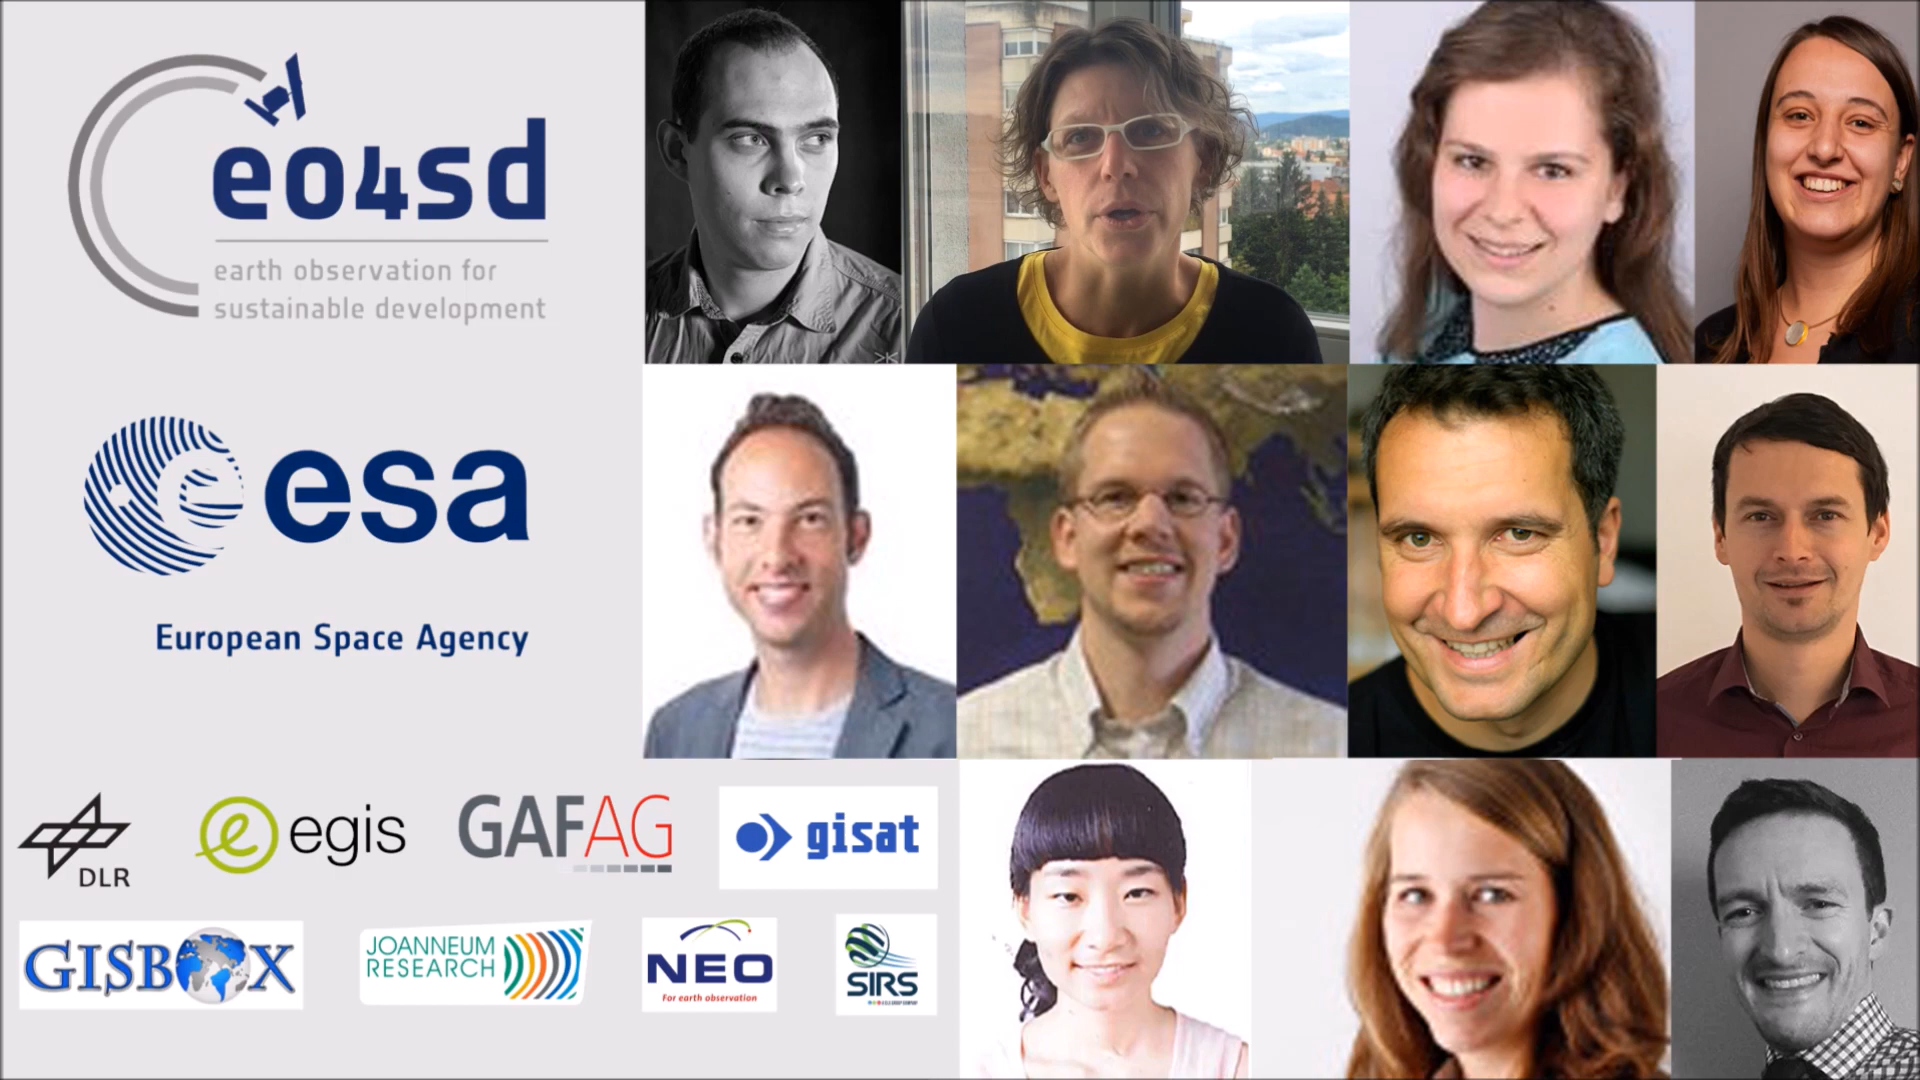 eo4sd
earth observation for
sustainable development
esa
European Space Agency
DLR
egis
GAFAG
gisat
GISBOX
JOANNEUM
RESEARCH
NEO
For earth observation
SIRS